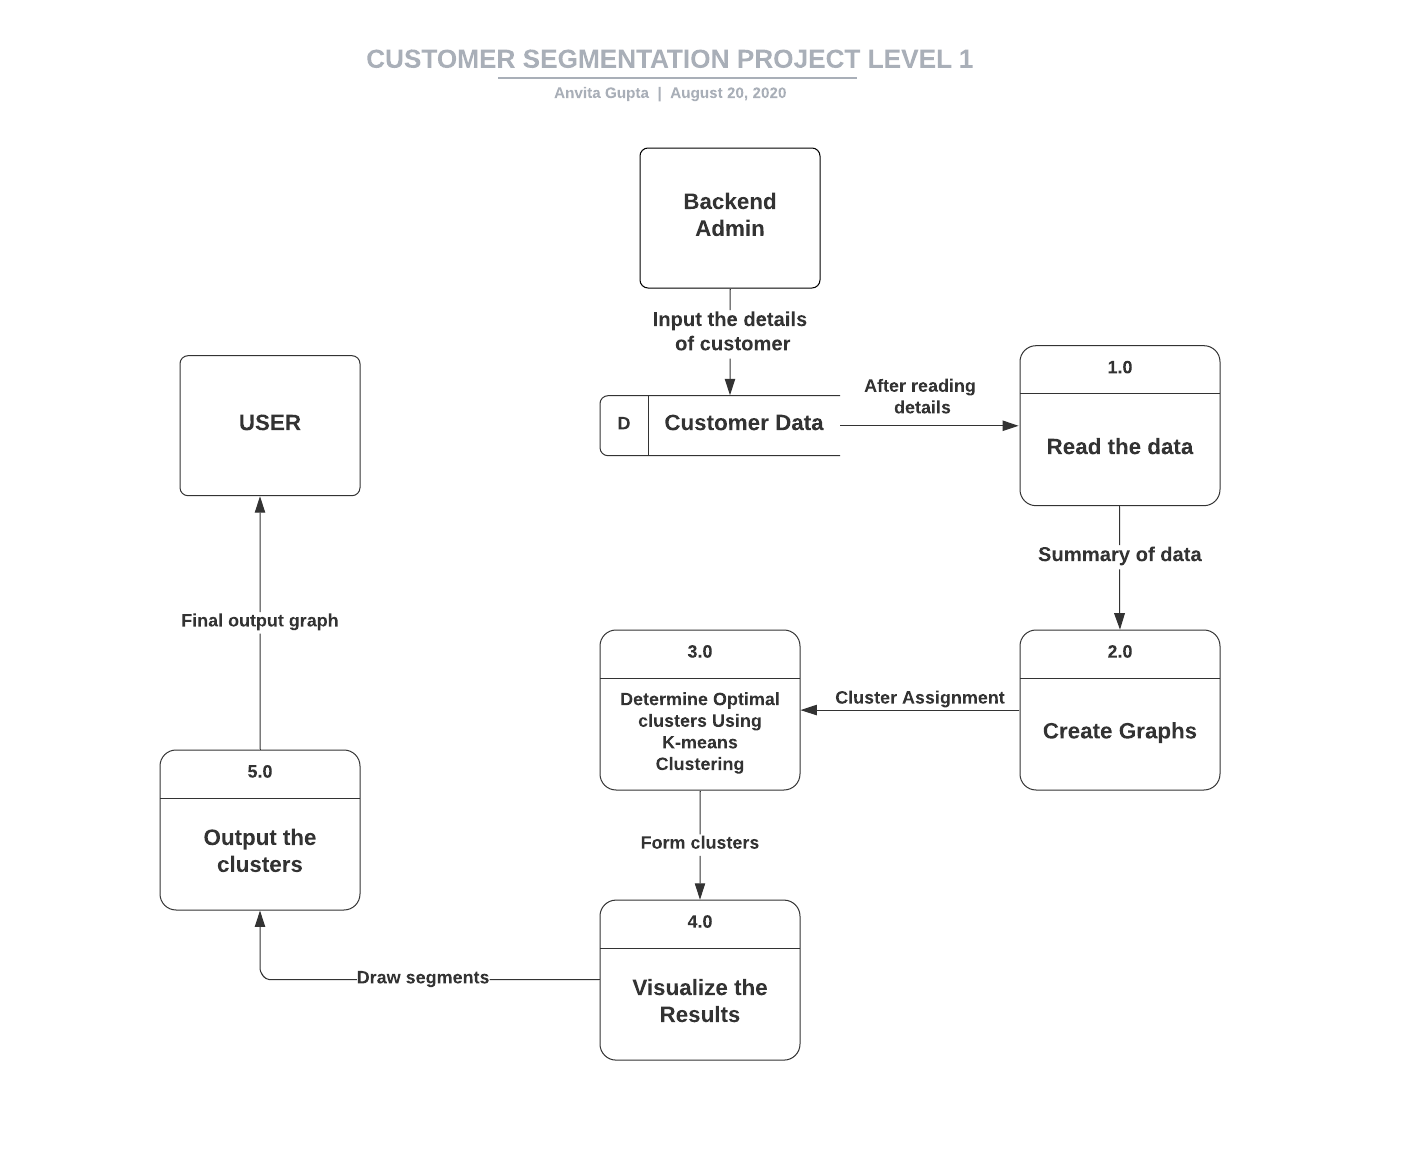 CUSTOMER SEGMENTATION PROJECT LEVEL 1
Anvita Gupta | August 20, 2020
Backend
Admin
Input the details
of customer
D
Customer Data
After reading
details
1.0
Read the data
Summary of data
2.0
Create Graphs
Cluster Assignment
3.0
Determine Optimal
clusters Using
K-means
Clustering
Form clusters
4.0
Visualize the
Results
Draw segments
5.0
Output the
clusters
Final output graph
USER